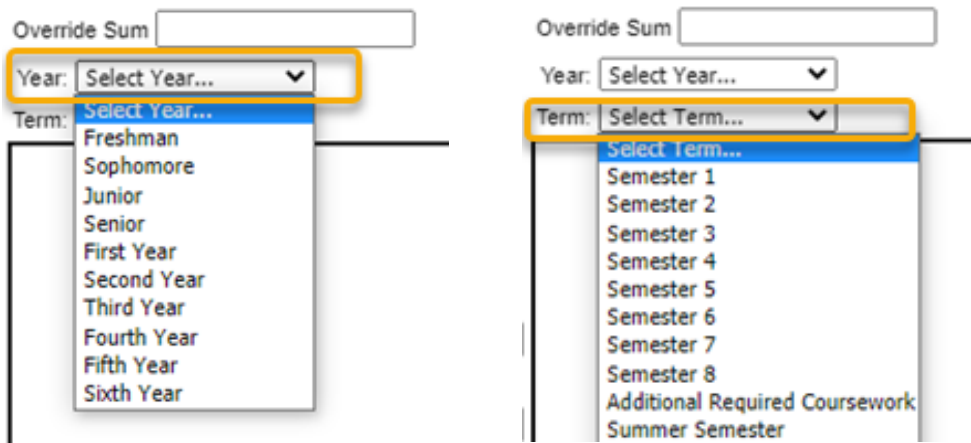 Override Sum
Year: Select Year...
Term:
Select Year...
Freshman
Sophomore
Junior
Senior
First Year
Second Year
Third Year
Fourth Year
Fifth Year
Sixth Year
Override Sum
Year: Select Year...
Term: Select Term...
Select Term...
Semester 1
Semester 2
Semester 3
Semester 4
Semester 5
Semester 6
Semester 7
Semester 8
Additional Required Coursework
Summer Semester